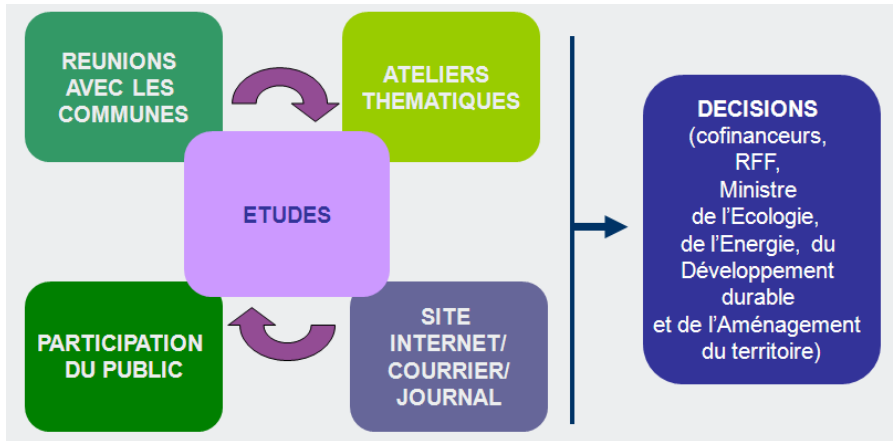 REUNIONS
AVEC LES
COMMUNES
ATELIERS
THEMATIQUES
ETUDES
PARTICIPATION
DU PUBLIC
SITE
INTERNET/
COURRIER/
JOURNAL
DECISIONS
(cofinanceurs,
RFF,
Ministre
de l'Ecologie,
de l'Energie, du
Développement
durable
et de l'Aménagement
du territoire)